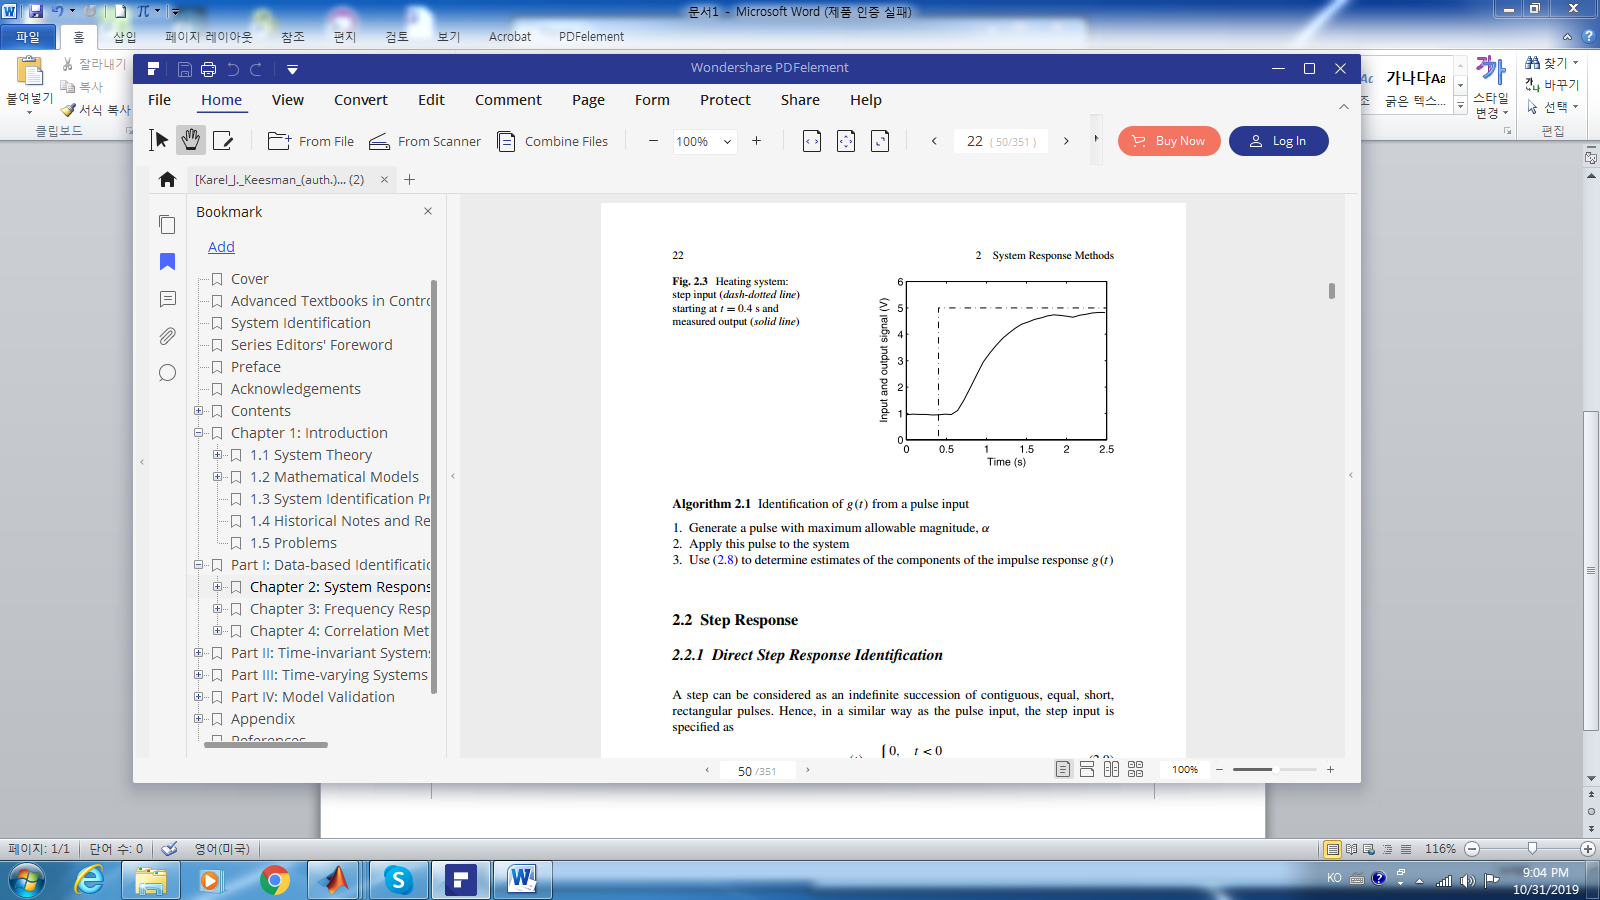 문서1 - Microsoft Word (제품 인증 실패)
파일 홈 삽입 페이지 레이아웃 참조 편지 검토 보기 Acrobat PDFelement
붙여넣기
잘라내기
복사
서식 복사
클립보드
가나다Aa
굵은 텍스...
스타일
변경
찾기
바꾸기
선택
편집
Wondershare PDFelement
File Home View Convert Edit Comment Page Form Protect Share Help
From File From Scanner Combine Files 100% 22 (50/351) Buy Now Log In
[Karel_J._Keesman_(auth.)... (2)
Bookmark
Add
Cover
Advanced Textbooks in Contro
System Identification
Series Editors' Foreword
Preface
Acknowledgements
Contents
Chapter 1: Introduction
1.1 System Theory
1.2 Mathematical Models
1.3 System Identification Pr
1.4 Historical Notes and Re
1.5 Problems
Part I: Data-based Identificatio
Chapter 2: System Respons
Chapter 3: Frequency Resp
Chapter 4: Correlation Met
Part II: Time-invariant Systems
Part III: Time-varying Systems
Part IV: Model Validation
Appendix
References
22 2 System Response Methods
Fig. 2.3 Heating system:
step input (dash-dotted line)
starting at t = 0.4 s and
measured output (solid line)
Input and output signal (V)
6
5
4
3
2
1
0
0 0.5 1 1.5 2 2.5
Time (s)
Algorithm 2.1 Identification of g(t) from a pulse input
1. Generate a pulse with maximum allowable magnitude, α
2. Apply this pulse to the system
3. Use (2.8) to determine estimates of the components of the impulse response g(t)
2.2 Step Response
2.2.1 Direct Step Response Identification
A step can be considered as an indefinite succession of contiguous, equal, short,
rectangular pulses. Hence, in a similar way as the pulse input, the step input is
specified as
0, t < 0
50 /351 100%
페이지: 1/1 단어 수: 0 영어(미국) 116%
KO 9:04 PM
10/31/2019